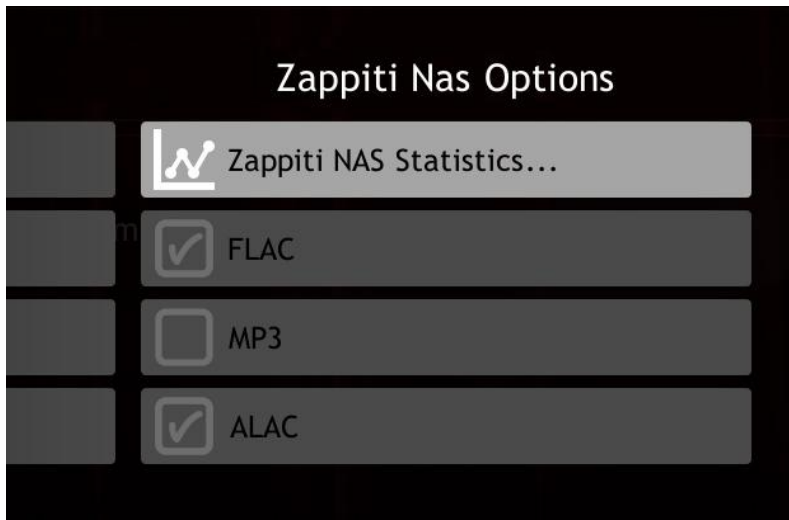 Zappiti Nas Options
Zappiti NAS Statistics...
m
FLAC
MP3
ALAC